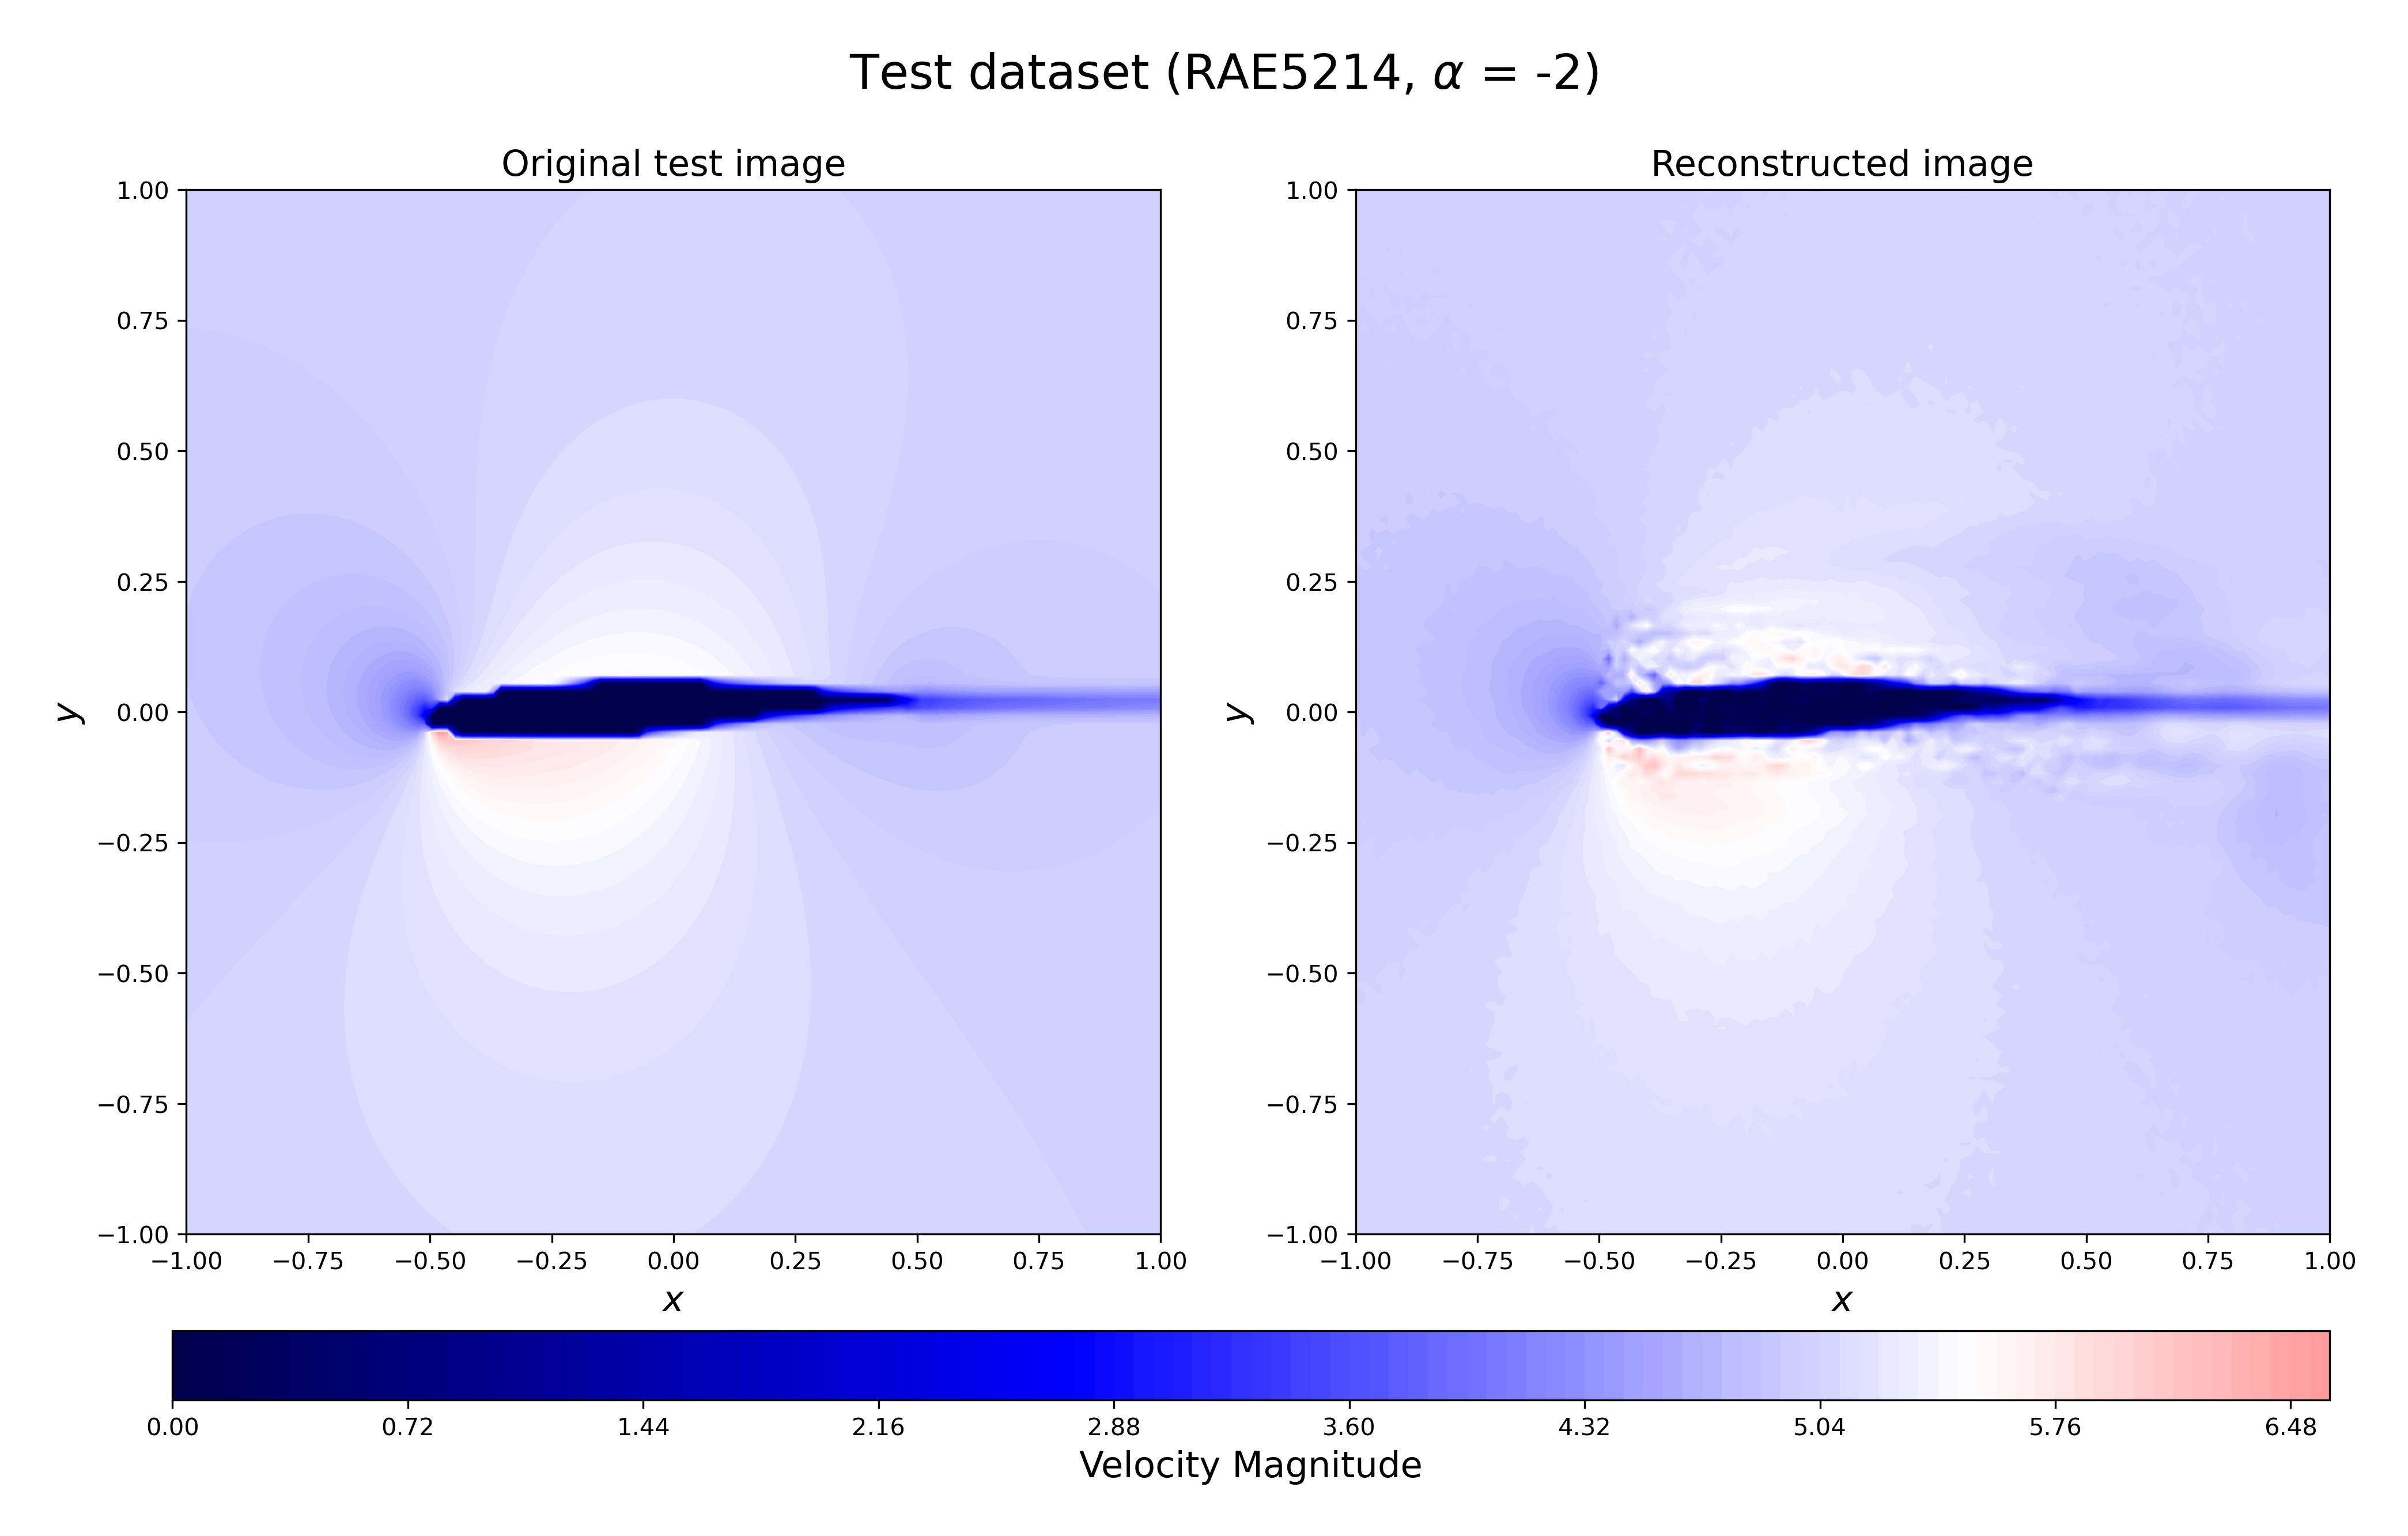 Test dataset (RAE5214, α = -2)
Original test image
1.00
0.75
0.50
0.25
0.00
−0.25
−0.50
−0.75
−1.00
y
−1.00 −0.75 −0.50 −0.25 0.00 0.25 0.50 0.75 1.00
x
Reconstructed image
1.00
0.75
0.50
0.25
0.00
−0.25
−0.50
−0.75
−1.00
y
−1.00 −0.75 −0.50 −0.25 0.00 0.25 0.50 0.75 1.00
x
0.00 0.72 1.44 2.16 2.88 3.60 4.32 5.04 5.76 6.48
Velocity Magnitude